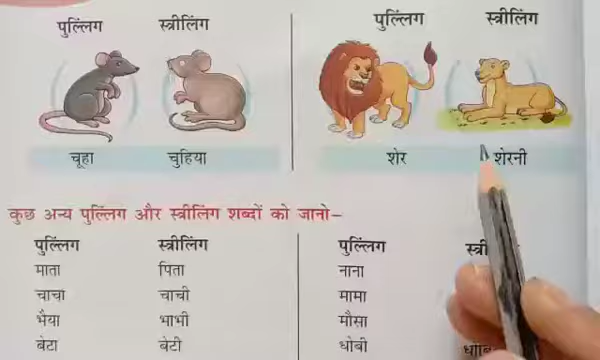 पुल्लिंग स्त्रीलिंग पुल्लिंग स्त्रीलिंग
चूहा चुहिया शेर शेरनी
कुछ अन्य पुल्लिंग और स्त्रीलिंग शब्दों को जानो–
पुल्लिंग स्त्रीलिंग पुल्लिंग स्त्री
माता पिता नाना
चाचा चाची मामा
भैया भाभी मौसा
बेटा बेटी धोबी